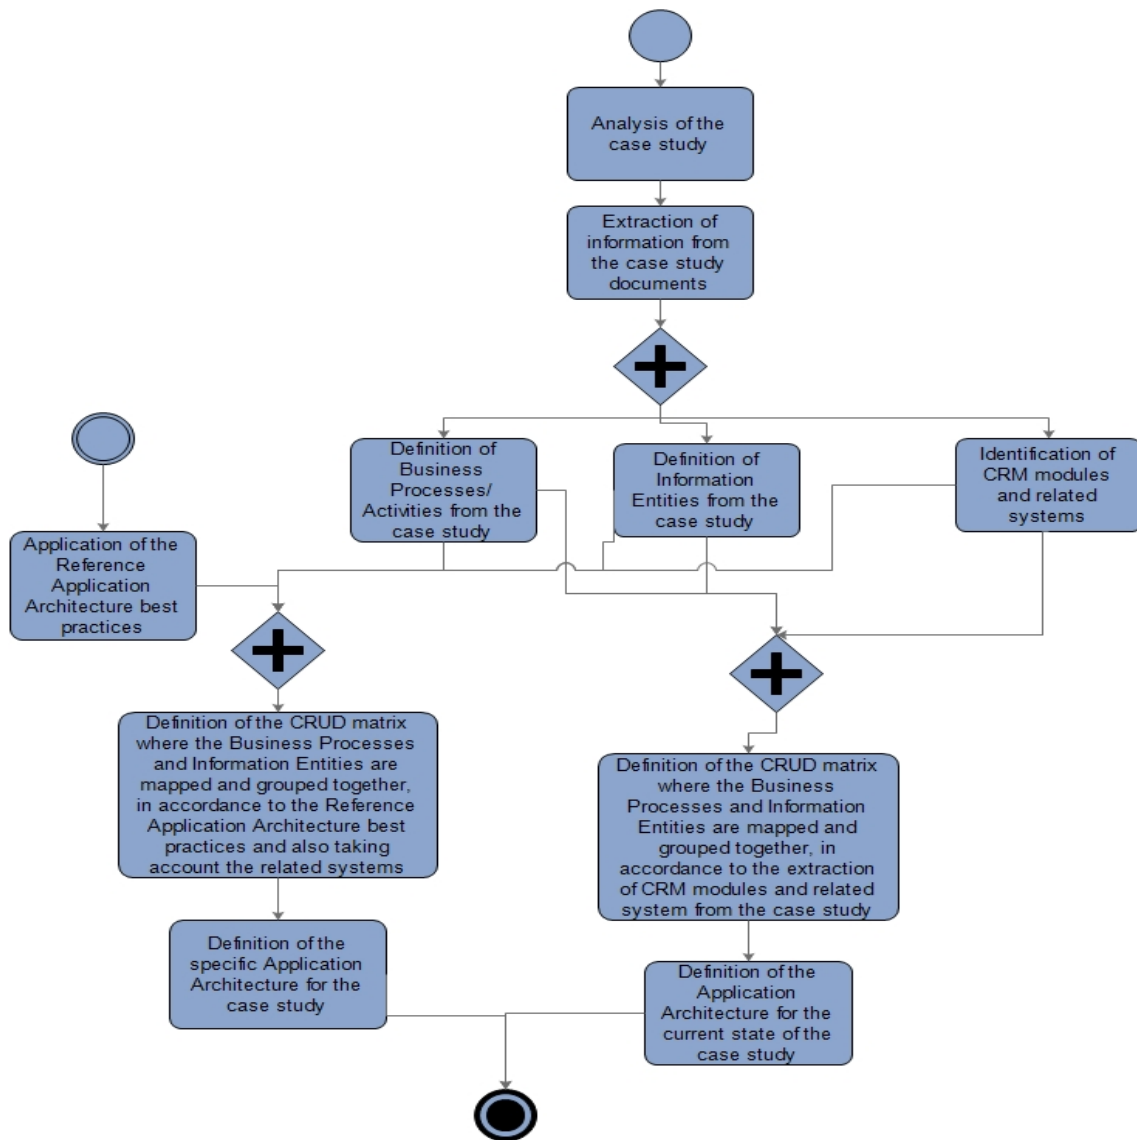 Analysis of the
case study
Extraction of
information from
the case study
documents
Definition of
Business
Processes/
Activities from the
case study
Definition of
Information
Entities from the
case study
Identification of
CRM modules
and related
systems
Application of the
Reference
Application
Architecture best
practices
Definition of the CRUD matrix
where the Business Processes
and Information Entities are
mapped and grouped together,
in accordance to the Reference
Application Architecture best
practices and also taking
account the related systems
Definition of the CRUD matrix
where the Business
Processes and Information
Entities are mapped and
grouped together, in
accordance to the extraction
of CRM modules and related
system from the case study
Definition of the
specific Application
Architecture for the
case study
Definition of the
Application
Architecture for the
current state of the
case study